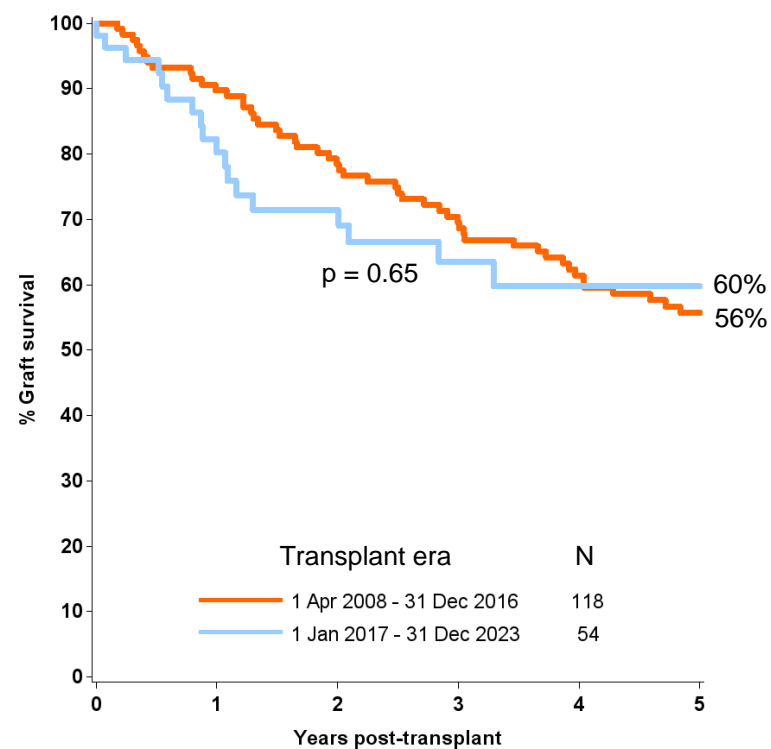 100
90
80
70
60
50
40
30
20
10
0
% Graft survival
p = 0.65
60%
56%
Transplant era N
1 Apr 2008 - 31 Dec 2016 118
1 Jan 2017 - 31 Dec 2023 54
0 1 2 3 4 5
Years post-transplant